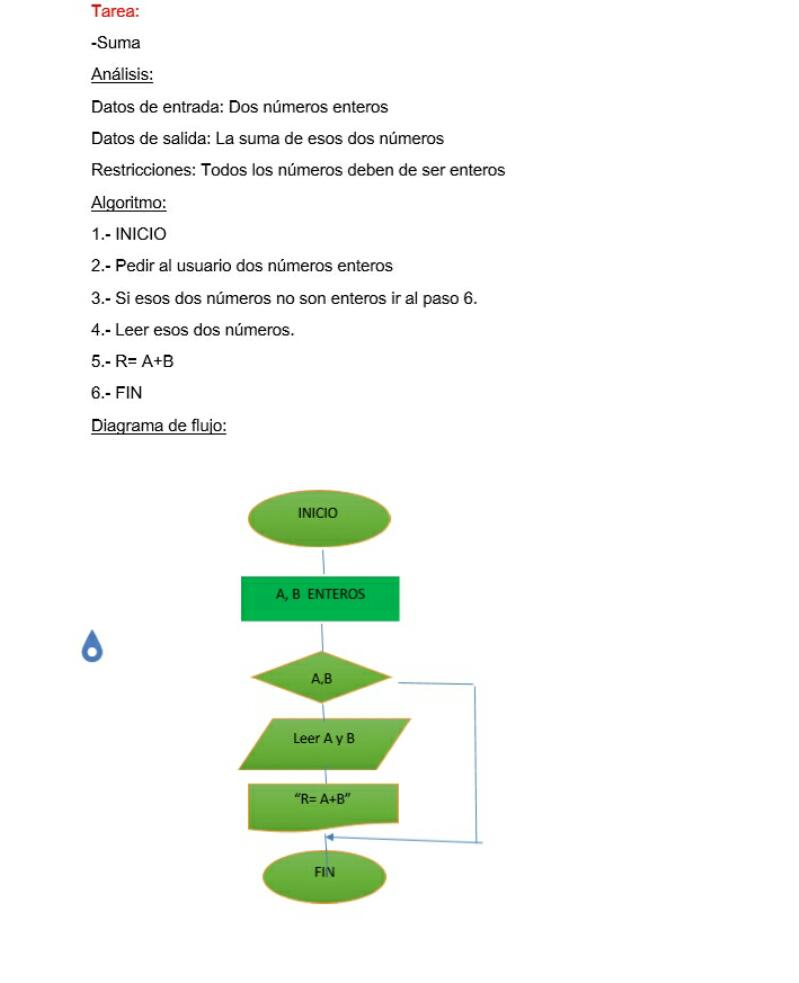 Tarea:
-Suma
Análisis:
Datos de entrada: Dos números enteros
Datos de salida: La suma de esos dos números
Restricciones: Todos los números deben de ser enteros
Algoritmo:
1.- INICIO
2.- Pedir al usuario dos números enteros
3.- Si esos dos números no son enteros ir al paso 6.
4.- Leer esos dos números.
5.- R= A+B
6.- FIN
Diagrama de flujo:
INICIO
A, B ENTEROS
A,B
Leer A y B
“R= A+B”
FIN